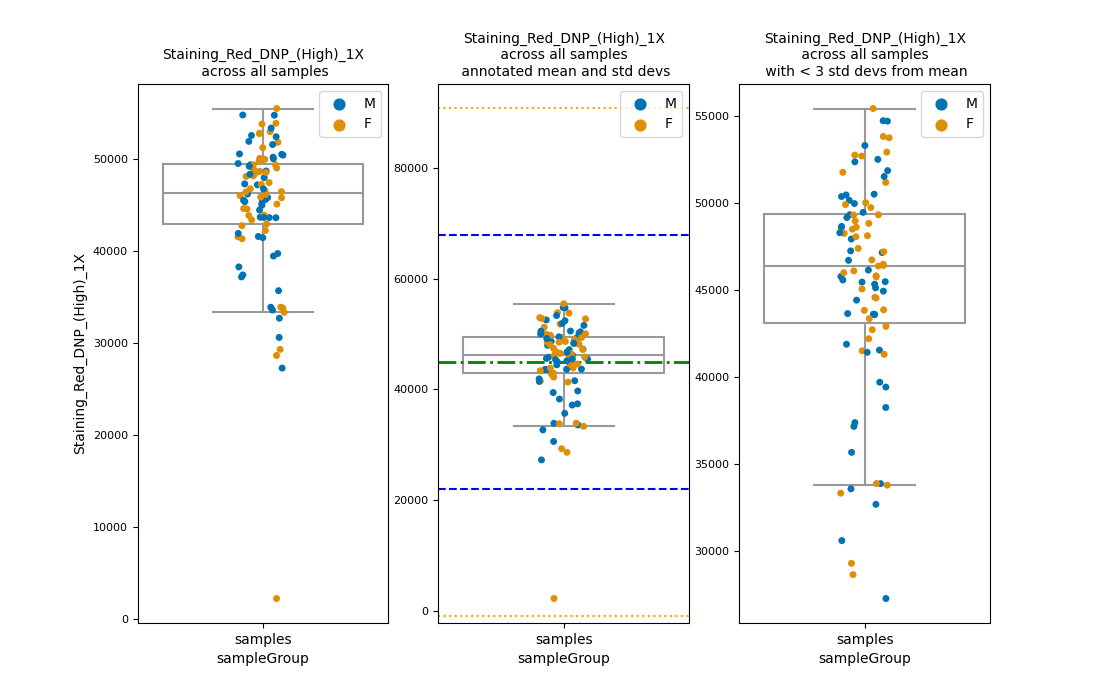 Staining_Red_DNP_(High)_1X
across all samples
M
F
50000
40000
30000
20000
10000
0
Staining_Red_DNP_(High)_1X
samples
sampleGroup
Staining_Red_DNP_(High)_1X
across all samples
annotated mean and std devs
M
F
80000
60000
40000
20000
0
samples
sampleGroup
Staining_Red_DNP_(High)_1X
across all samples
with < 3 std devs from mean
M
F
55000
50000
45000
40000
35000
30000
samples
sampleGroup